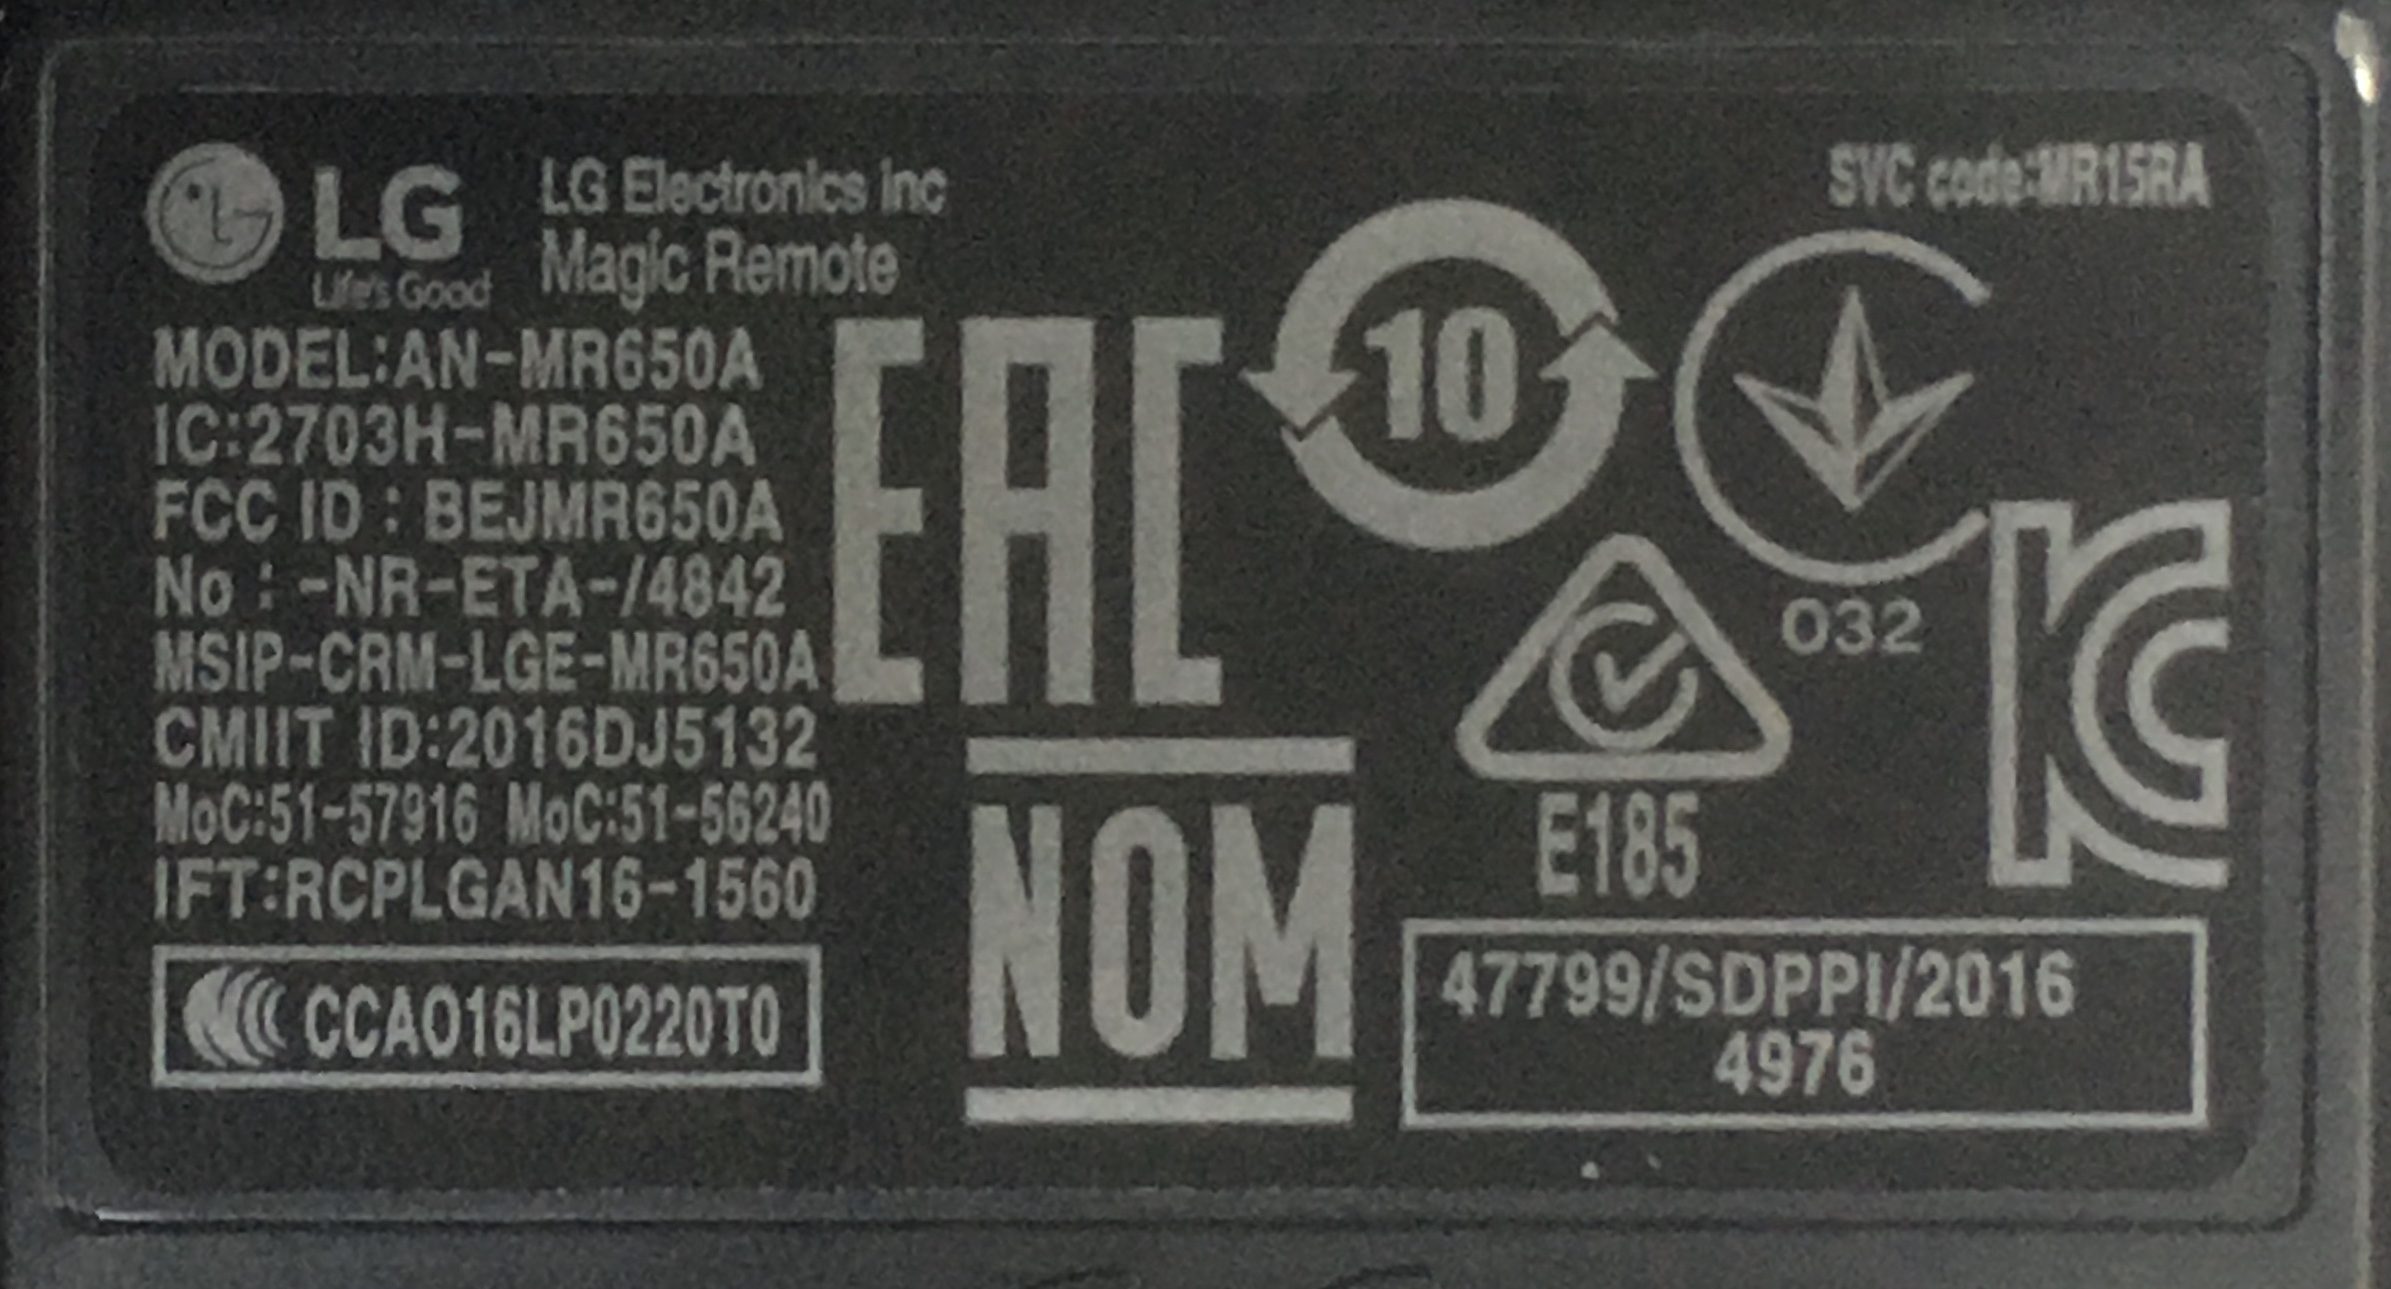 LG
Life's Good
LG Electronics Inc
Magic Remote
SVC code:MR15RA
MODEL:AN-MR650A
IC:2703H-MR650A
FCC ID : BEJMR650A
No : -NR-ETA-/4842
MSIP-CRM-LGE-MR650A
CMIIT ID:2016DJ5132
MoC:51-57916 MoC:51-56240
IFT:RCPLGAN16-1560
CCAO16LP0220T0
EAC
10
032
E185
KC
NOM
47799/SDPPI/2016
4976